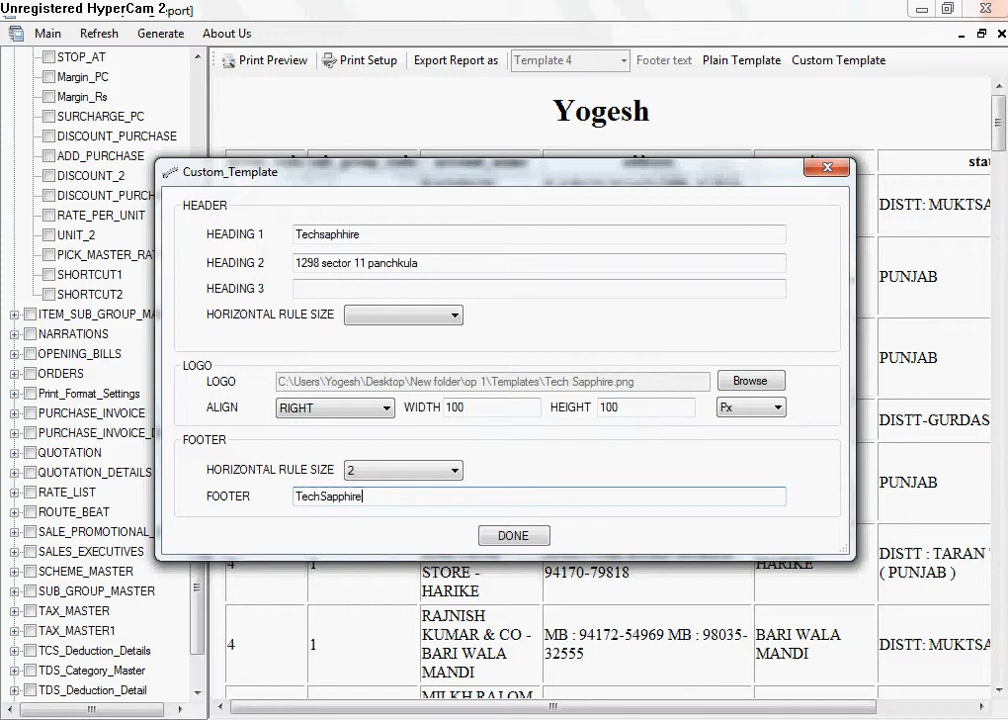 Unregistered HyperCam 2
port]
Main Refresh Generate About Us
Print Preview Print Setup Export Report as Template 4 Footer text Plain Template Custom Template
STOP_AT
Margin_PC
Margin_Rs
SURCHARGE_PC
DISCOUNT_PURCHASE
ADD_PURCHASE
DISCOUNT_2
DISCOUNT_PURCH
RATE_PER_UNIT
UNIT_2
PICK_MASTER_RA
SHORTCUT1
SHORTCUT2
ITEM_SUB_GROUP_MA
NARRATIONS
OPENING_BILLS
ORDERS
Print_Format_Settings
PURCHASE_INVOICE
PURCHASE_INVOICE_D
QUOTATION
QUOTATION_DETAILS
RATE_LIST
ROUTE_BEAT
SALE_PROMOTIONAL_
SALES_EXECUTIVES
SCHEME_MASTER
SUB_GROUP_MASTER
TAX_MASTER
TAX_MASTER1
TCS_Deduction_Details
TDS_Category_Master
TDS_Deduction_Detail
Yogesh
stat
DISTT: MUKTSA
PUNJAB
PUNJAB
DISTT-GURDAS
PUNJAB
Custom_Template
HEADER
HEADING 1 Techsaphhire
HEADING 2 1298 sector 11 panchkula
HEADING 3
HORIZONTAL RULE SIZE
LOGO
LOGO C:\Users\Yogesh\Desktop\New folder\op 1\Templates\Tech Sapphire.png Browse
ALIGN RIGHT WIDTH 100 HEIGHT 100 Px
FOOTER
HORIZONTAL RULE SIZE 2
FOOTER TechSapphire
DONE
4 1 STORE - HARIKE 94170-79818 HARIKE DISTT : TARAN ( PUNJAB )
4 1 RAJNISH KUMAR & CO - BARI WALA MANDI MB : 94172-54969 MB : 98035-32555 BARI WALA MANDI DISTT: MUKTSA